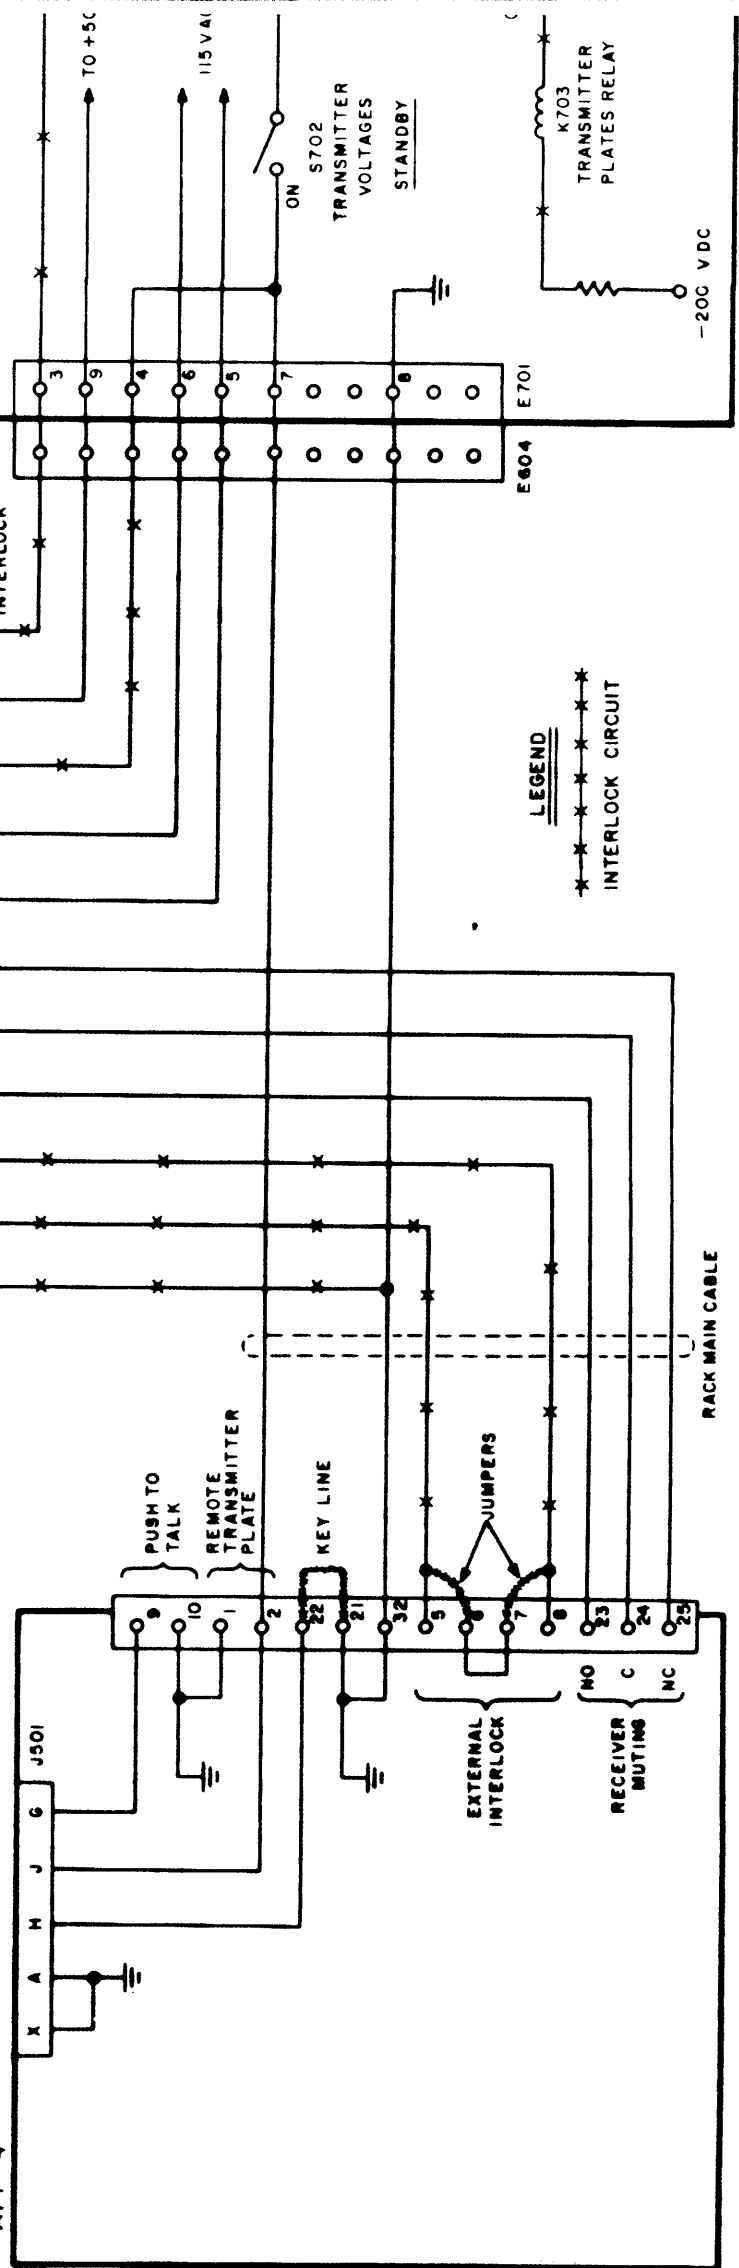 TO +50
115 VAC
ON
S702
TRANSMITTER
VOLTAGES
STANDBY
K703
TRANSMITTER
PLATES RELAY
-200 VDC
3
9
4
6
5
7
8
E701
E604
INTERLOCK
LEGEND
INTERLOCK CIRCUIT
RACK MAIN CABLE
PUSH TO
TALK
REMOTE
TRANSMITTER
PLATE
KEY LINE
JUMPERS
9
10
1
2
22
21
32
5
6
7
8
23
24
25
NO
C
NC
EXTERNAL
INTERLOCK
RECEIVER
MUTING
J501
G
J
H
A
X